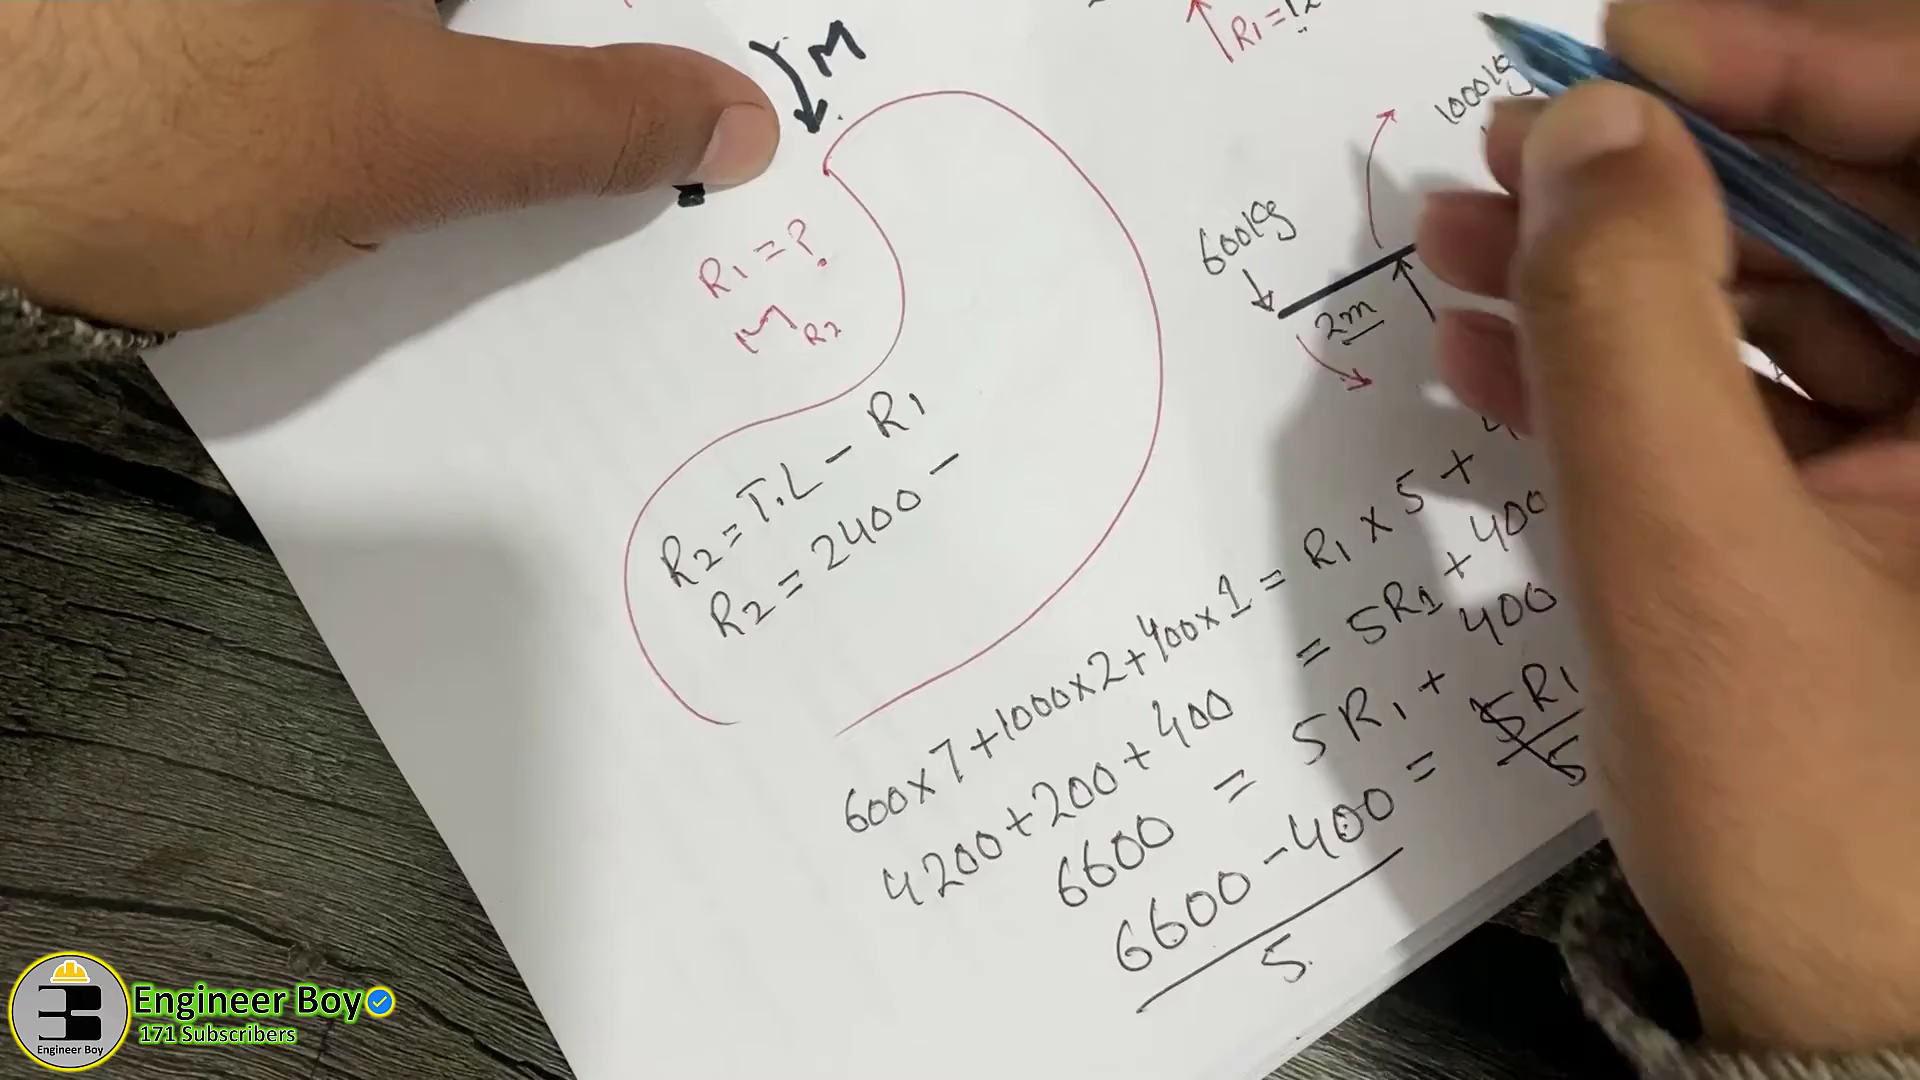 M
R1 = 12
1000kg
600kg
2m
R1 = ?
M R2
R2 = T.L - R1
R2 = 2400 -
600x7+1000x2+400x1 = R1 x 5 + 4
4200+200+400 = 5R1 + 400
6600 = 5R1 + 400
6600-400 = 5R1
5 5
Engineer Boy
171 Subscribers
Engineer Boy